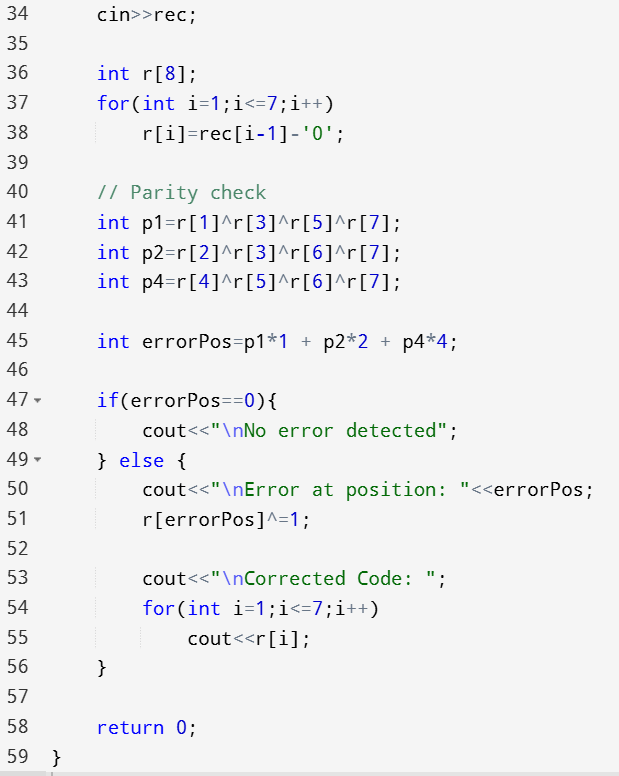 34 cin>>rec;
35
36 int r[8];
37 for(int i=1;i<=7;i++)
38 r[i]=rec[i-1]-'0';
39
40 // Parity check
41 int p1=r[1]^r[3]^r[5]^r[7];
42 int p2=r[2]^r[3]^r[6]^r[7];
43 int p4=r[4]^r[5]^r[6]^r[7];
44
45 int errorPos=p1*1 + p2*2 + p4*4;
46
47 if(errorPos==0){
48 cout<<"\nNo error detected";
49 } else {
50 cout<<"\nError at position: "<<errorPos;
51 r[errorPos]^=1;
52
53 cout<<"\nCorrected Code: ";
54 for(int i=1;i<=7;i++)
55 cout<<r[i];
56 }
57
58 return 0;
59 }